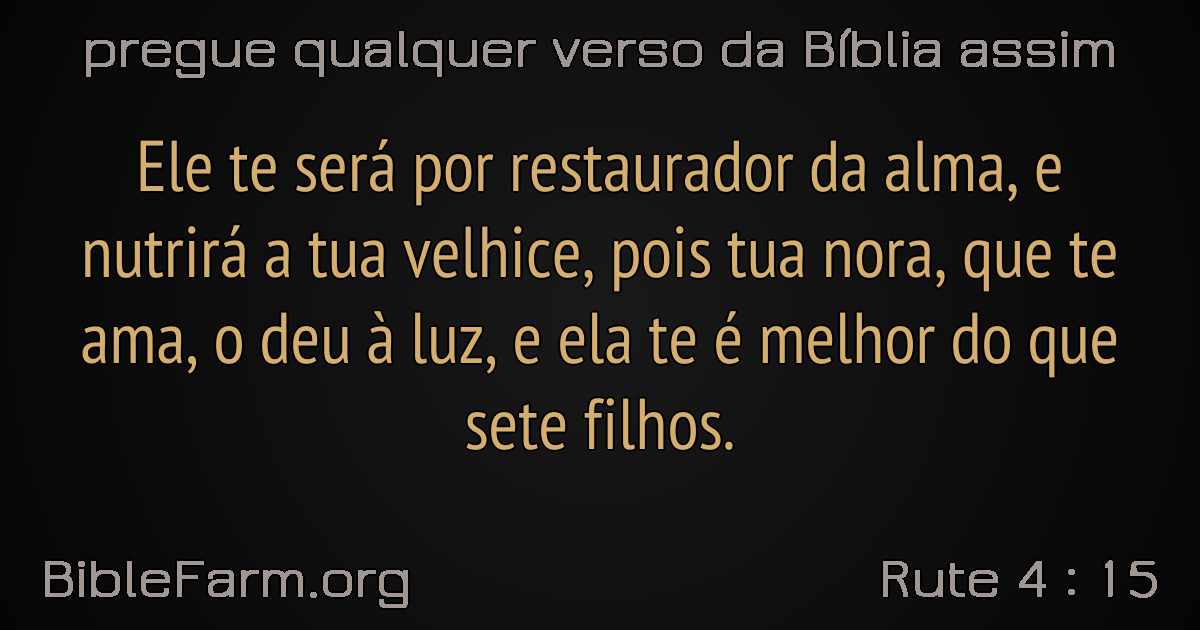 pregue qualquer verso da Bíblia assim
Ele te será por restaurador da alma, e
nutrirá a tua velhice, pois tua nora, que te
ama, o deu à luz, e ela te é melhor do que
sete filhos.
BibleFarm.org
Rute 4 : 15